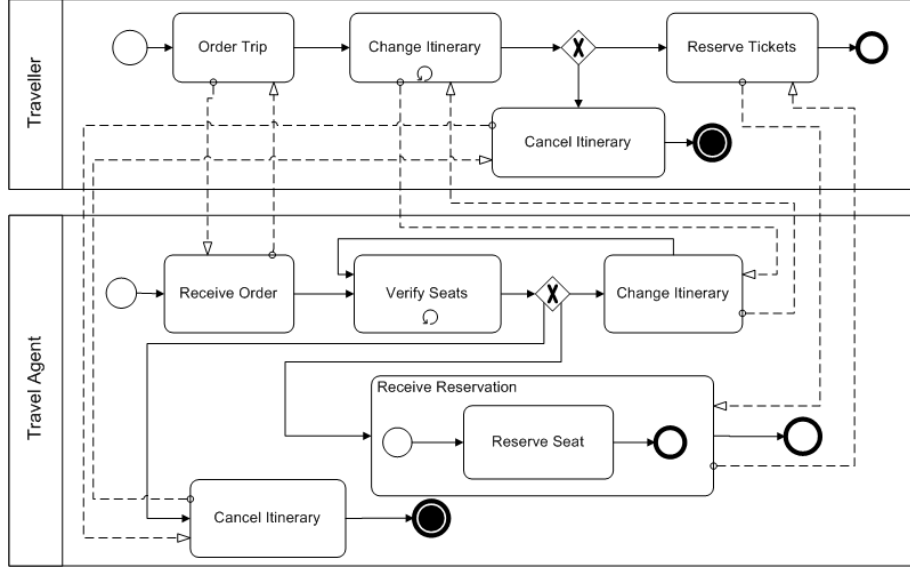 Traveller
Order Trip
Change Itinerary
Reserve Tickets
Cancel Itinerary
Travel Agent
Receive Order
Verify Seats
Change Itinerary
Receive Reservation
Reserve Seat
Cancel Itinerary